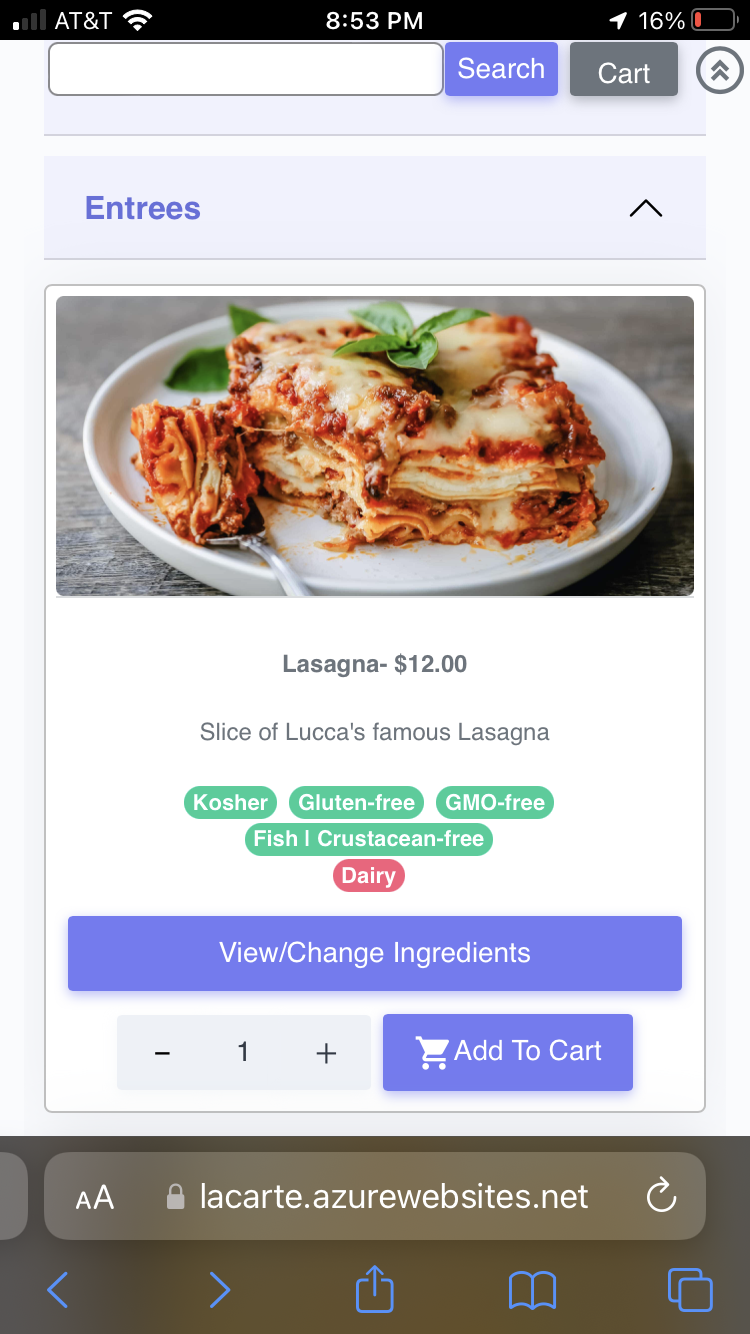 AT&T 8:53 PM 16%
Search Cart
Entrees
Lasagna- $12.00
Slice of Lucca's famous Lasagna
Kosher Gluten-free GMO-free
Fish | Crustacean-free
Dairy
View/Change Ingredients
- 1 + Add To Cart
AA lacarte.azurewebsites.net